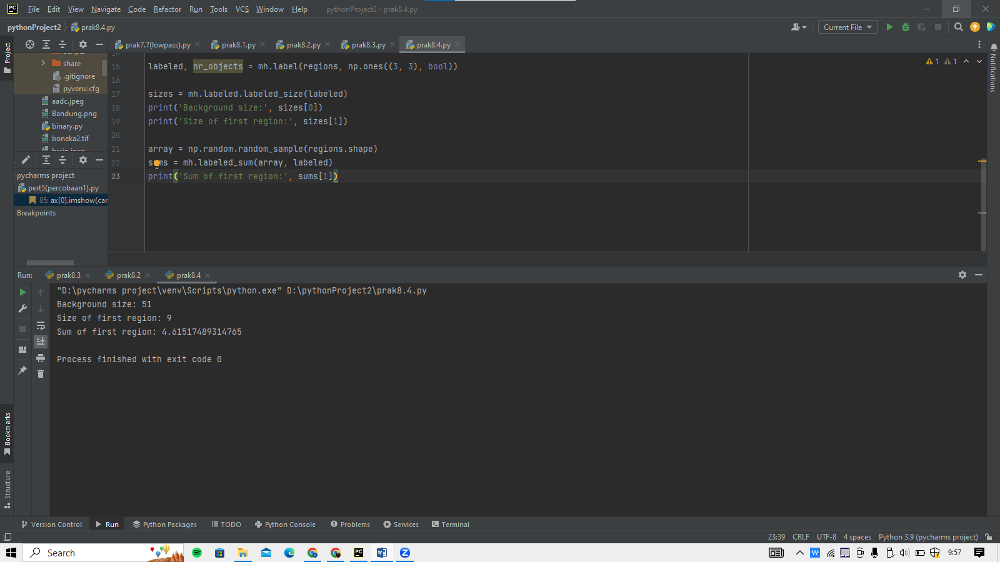 PC File Edit View Navigate Code Refactor Run Tools VCS Window Help pythonProject2 - prak8.4.py
pythonProject2 prak8.4.py Current File
Project
prak7.7(lowpass).py prak8.1.py prak8.2.py prak8.3.py prak8.4.py
share
.gitignore
pyvenv.cfg
aadc.jpeg
Bandung.png
binary.py
boneka2.tif
pycharms project
pert5(percobaan1).py
85: ax[0].imshow(car
Breakpoints
15 labeled, nr_objects = mh.label(regions, np.ones((3, 3), bool))
16
17 sizes = mh.labeled.labeled_size(labeled)
18 print('Background size:', sizes[0])
19 print('Size of first region:', sizes[1])
20
21 array = np.random.random_sample(regions.shape)
22 sums = mh.labeled_sum(array, labeled)
23 print('Sum of first region:', sums[1])
1 1
Notifications
Run: prak8.3 prak8.2 prak8.4
"D:\pycharms project\venv\Scripts\python.exe" D:\pythonProject2\prak8.4.py
Background size: 51
Size of first region: 9
Sum of first region: 4.61517489314765
Process finished with exit code 0
Bookmarks
Structure
Version Control Run Python Packages TODO Python Console Problems Services Terminal
23:39 CRLF UTF-8 4 spaces Python 3.9 (pycharms project)
Search 9:57